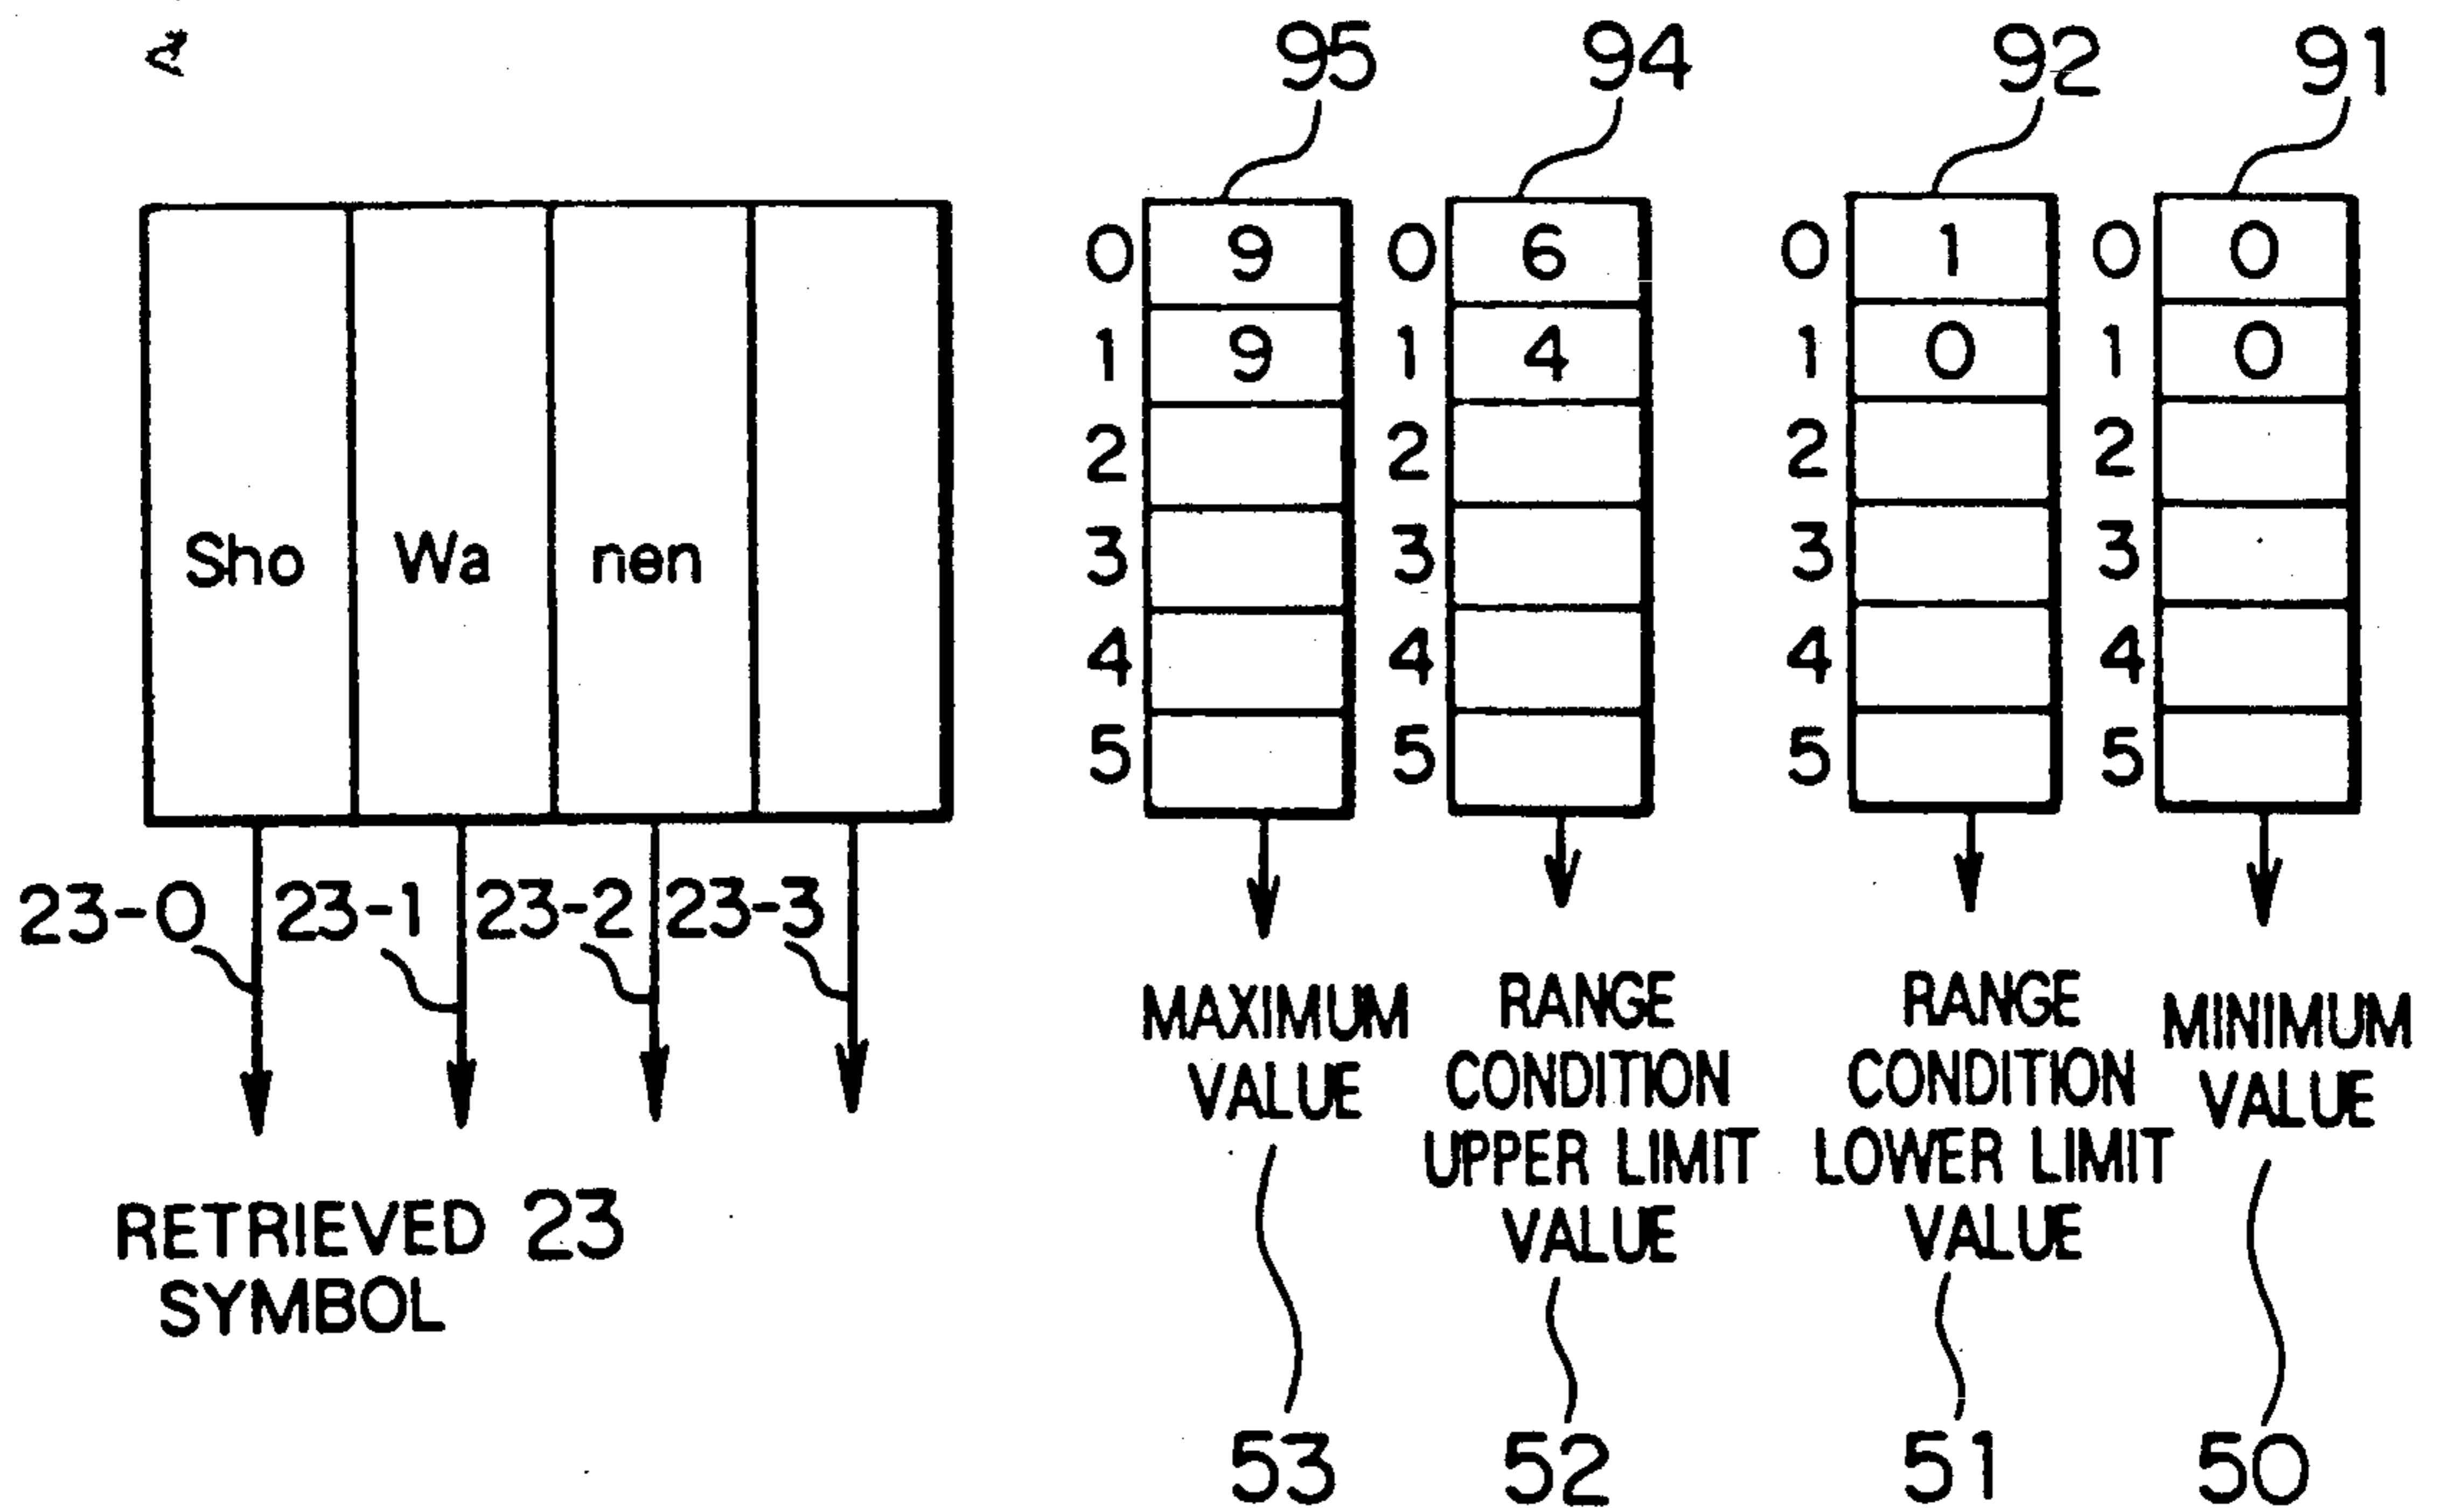 95 94 92 91
0 9 0 6 0 1 0 0
1 9 1 4 1 0 1 0
2 2 2 2
3 3 3 3
Sho Wa nen
4 4 4 4
5 5 5 5
23-0 23-1 23-2 23-3
MAXIMUM
VALUE
RANGE
CONDITION
UPPER LIMIT
VALUE
RANGE
CONDITION
LOWER LIMIT
VALUE
MINIMUM
VALUE
RETRIEVED 23
SYMBOL
53 52 51 50